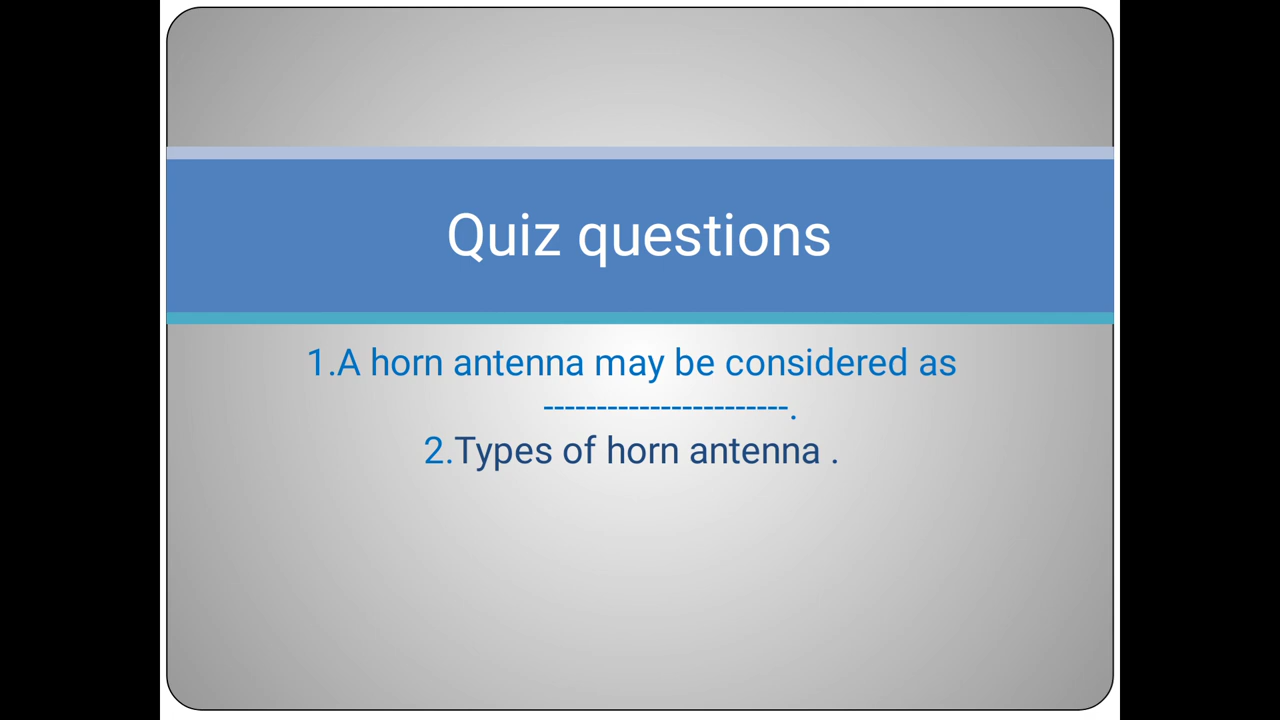 Quiz questions
1.A horn antenna may be considered as
-----------------------.
2.Types of horn antenna .